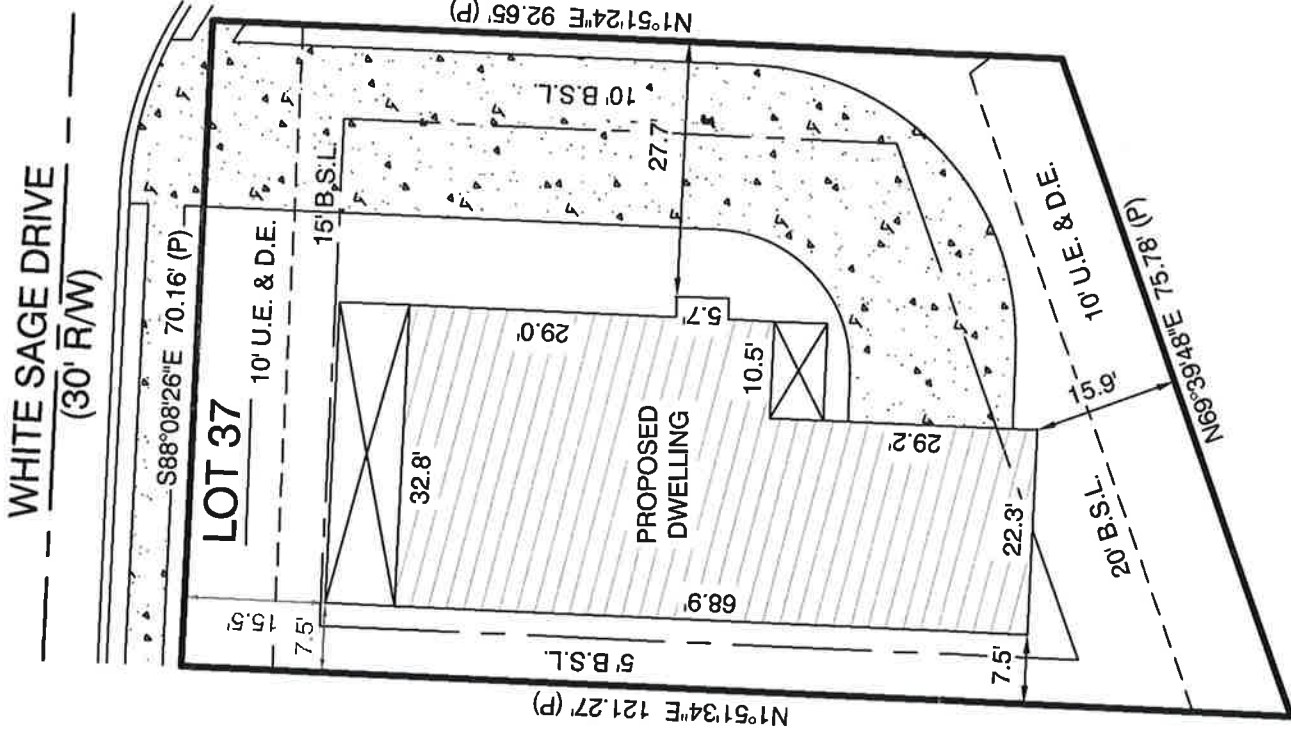 WHITE SAGE DRIVE
(30' R/W)
S88°08'26"E 70.16' (P)
N1°51'24"E 92.65' (P)
LOT 37
10' U.E. & D.E.
15' B.S.L.
10' B.S.L.
15.5'
7.5'
27.7'
32.8'
29.0'
5.7'
10.5'
PROPOSED
DWELLING
68.9'
29.2'
22.3'
5' B.S.L.
7.5'
20' B.S.L.
10' U.E. & D.E.
15.9'
N69°39'48"E 75.78' (P)
N1°51'34"E 121.27' (P)